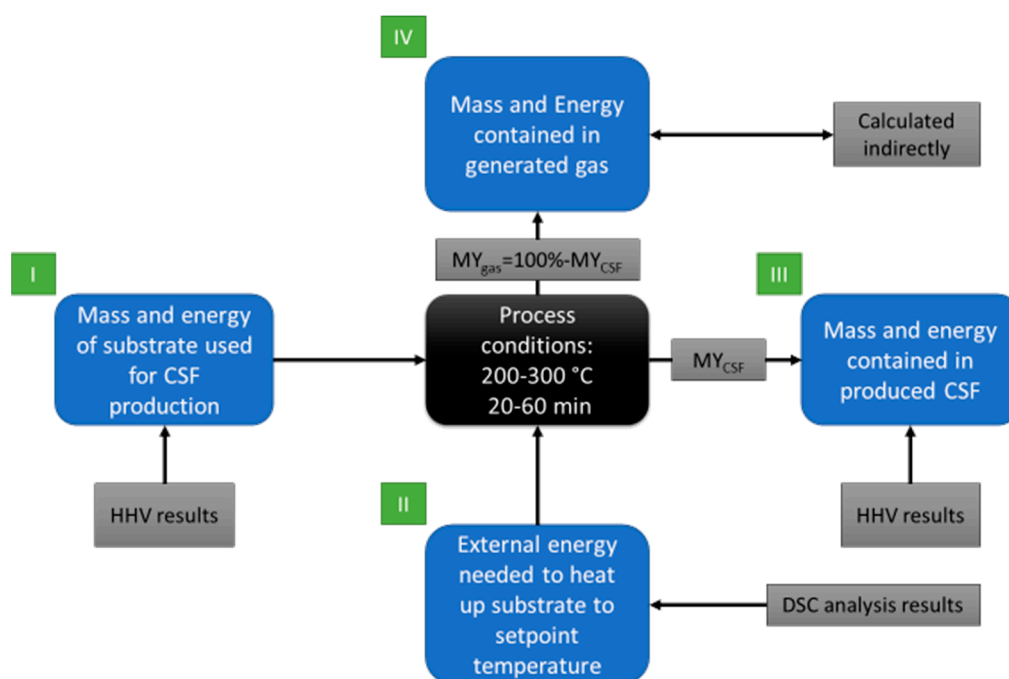 IV
Mass and Energy
contained in
generated gas
Calculated
indirectly
MYgas=100%-MYCSF
I
Mass and energy
of substrate used
for CSF
production
Process
conditions:
200-300 °C
20-60 min
MYCSF
III
Mass and energy
contained in
produced CSF
HHV results
II
External energy
needed to heat
up substrate to
setpoint
temperature
HHV results
DSC analysis results